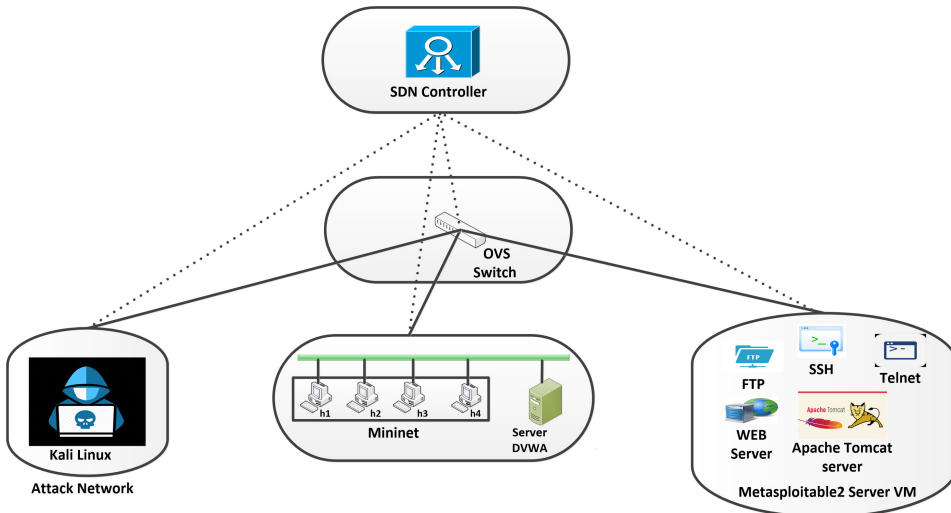 SDN Controller
OVS
Switch
Kali Linux
Attack Network
h1
h2
h3
h4
Mininet
Server
DVWA
FTP
FTP
>_
SSH
>-
Telnet
WEB
Server
Apache Tomcat
Apache Tomcat
server
Metasploitable2 Server VM